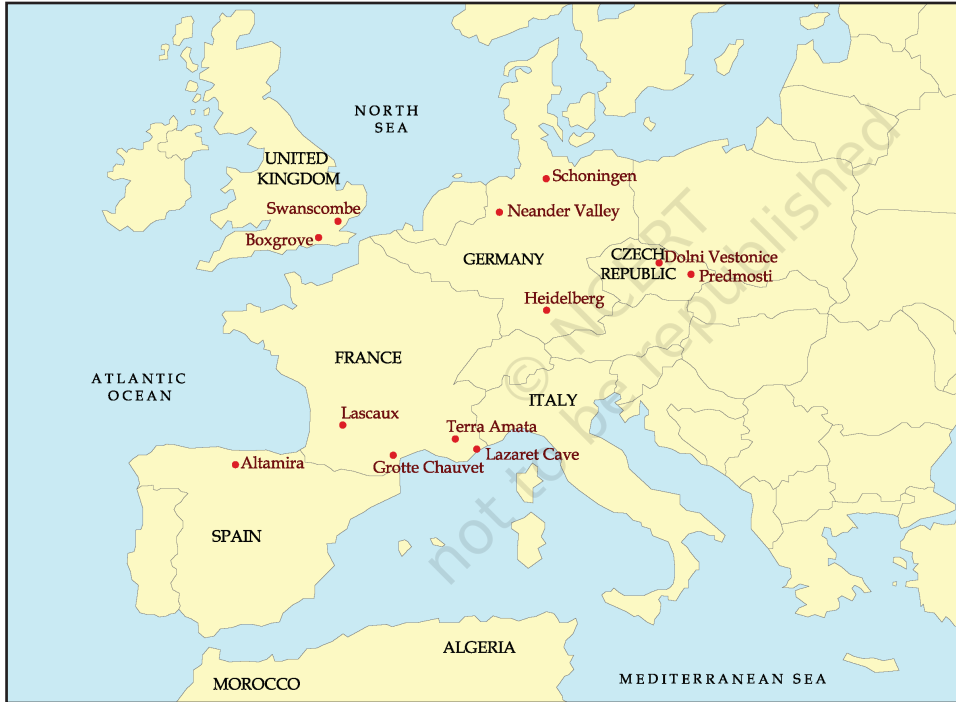 NORTH
SEA
UNITED
KINGDOM
Schoningen
Swanscombe
Neander Valley
Boxgrove
GERMANY
CZECH
REPUBLIC
Dolni Vestonice
Predmosti
Heidelberg
FRANCE
ATLANTIC
OCEAN
ITALY
Lascaux
Terra Amata
Lazaret Cave
Grotte Chauvet
Altamira
SPAIN
ALGERIA
MOROCCO
MEDITERRANEAN SEA
© NCERT
not to be republished